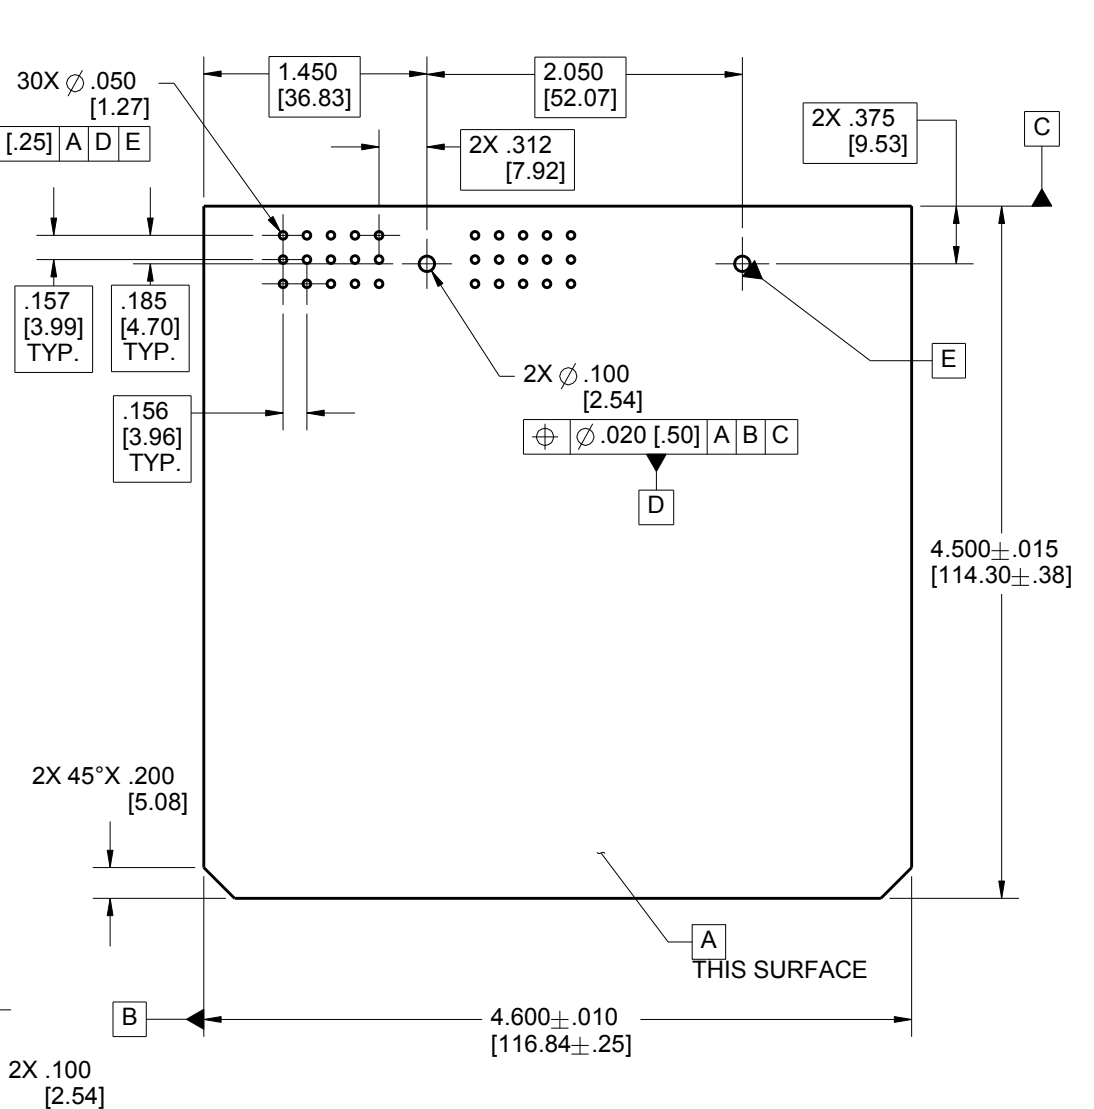 1.450
[36.83]
2.050
[52.07]
30X ⌀ .050
[1.27]
[.25] A D E
2X .312
[7.92]
2X .375
[9.53]
C
.157
[3.99]
TYP.
.185
[4.70]
TYP.
E
2X ⌀ .100
[2.54]
.156
[3.96]
TYP.
⌖ ⌀ .020 [.50] A B C
D
4.500±.015
[114.30±.38]
2X 45°X .200
[5.08]
A
THIS SURFACE
B
4.600±.010
[116.84±.25]
2X .100
[2.54]